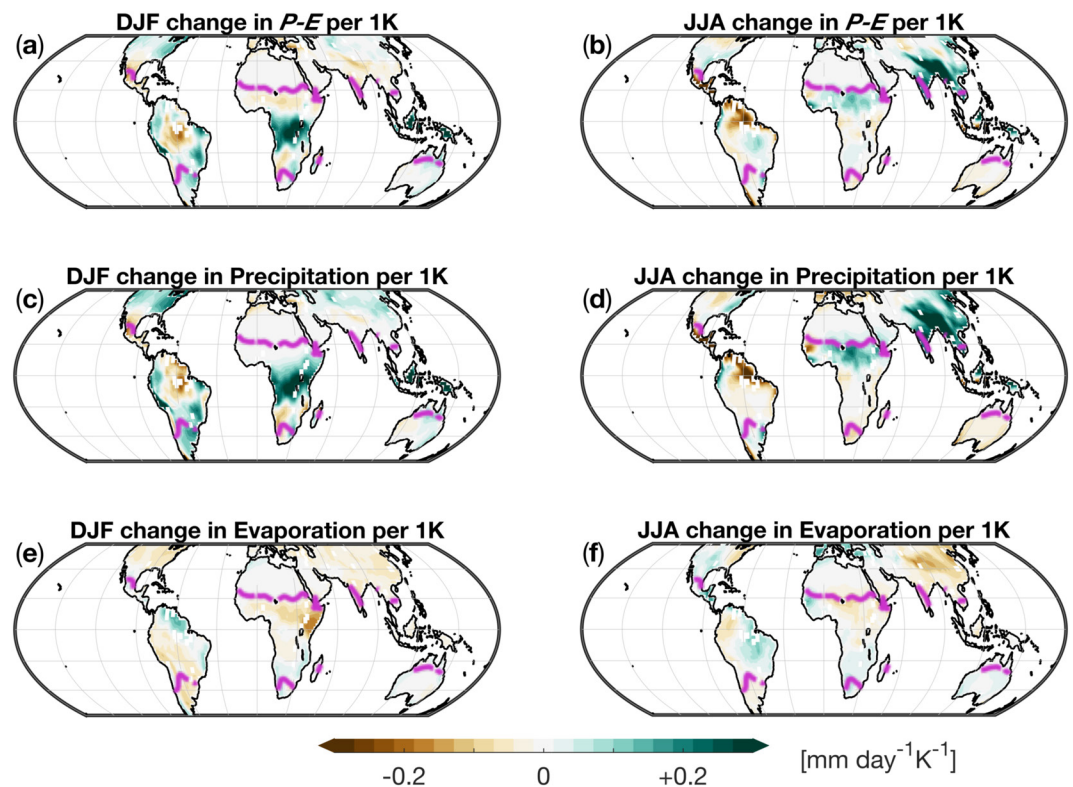 DJF change in P-E per 1K
JJA change in P-E per 1K
(a)
(b)
DJF change in Precipitation per 1K
JJA change in Precipitation per 1K
(c)
(d)
DJF change in Evaporation per 1K
JJA change in Evaporation per 1K
(e)
(f)
[mm day⁻¹K⁻¹]
-0.2 0 +0.2